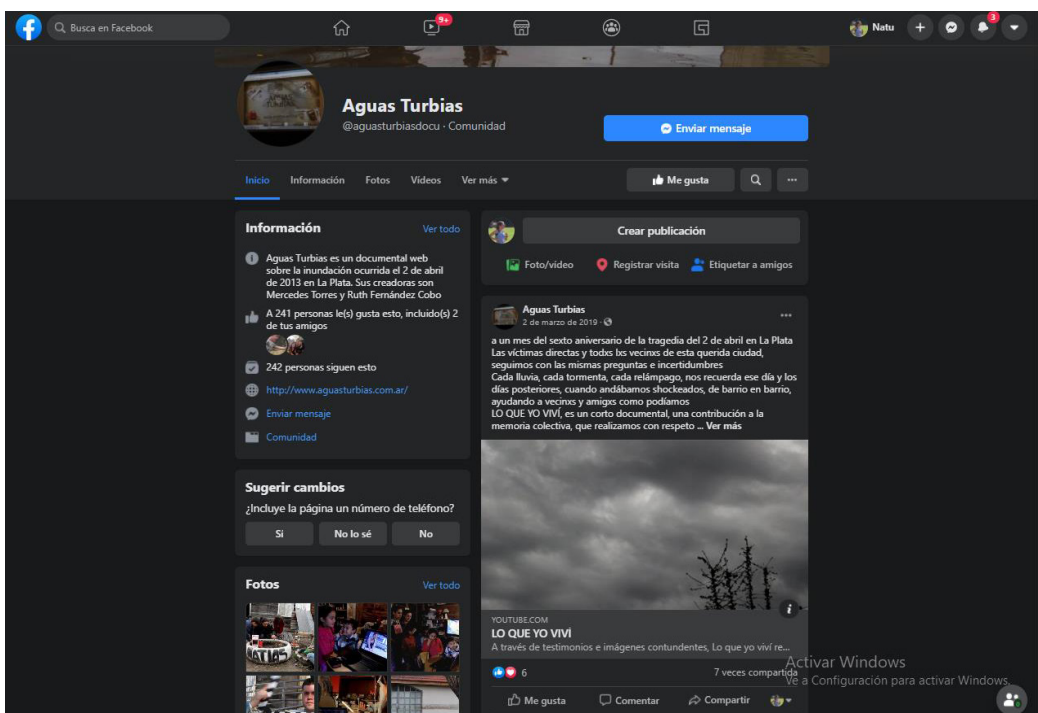 Busca en Facebook
9+
Natu
3
Aguas Turbias
@aguasturbiasdocu · Comunidad
Enviar mensaje
Inicio
Información
Fotos
Vídeos
Ver más
Me gusta
Información
Ver todo
Aguas Turbias es un documental web
sobre la inundación ocurrida el 2 de abril
de 2013 en La Plata. Sus creadoras son
Mercedes Torres y Ruth Fernández Cobo
A 241 personas le(s) gusta esto, incluido(s) 2
de tus amigos
242 personas siguen esto
http://www.aguasturbias.com.ar/
Enviar mensaje
Comunidad
Sugerir cambios
¿Incluye la página un número de teléfono?
Sí
No lo sé
No
Fotos
Ver todo
Crear publicación
Foto/vídeo
Registrar visita
Etiquetar a amigos
Aguas Turbias
2 de marzo de 2019 ·
a un mes del sexto aniversario de la tragedia del 2 de abril en La Plata
Las víctimas directas y todxs lxs vecinxs de esta querida ciudad,
seguimos con las mismas preguntas e incertidumbres
Cada lluvia, cada tormenta, cada relámpago, nos recuerda ese día y los
días posteriores, cuando andábamos shockeados, de barrio en barrio,
ayudando a vecinxs y amigxs como podíamos
LO QUE YO VIVÍ, es un corto documental, una contribución a la
memoria colectiva, que realizamos con respeto ... Ver más
YOUTUBE.COM
LO QUE YO VIVÍ
A través de testimonios e imágenes contundentes, Lo que yo viví re...
6
7 veces compartida
Me gusta
Comentar
Compartir
Activar Windows
Ve a Configuración para activar Windows.